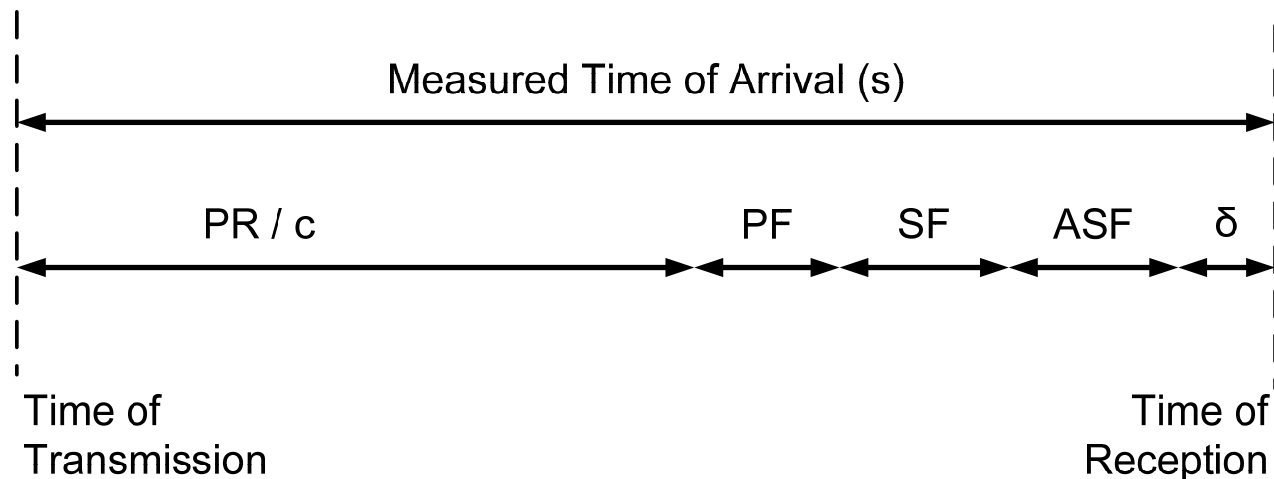 Measured Time of Arrival (s)
PR / c
PF
SF
ASF
δ
Time of
Transmission
Time of
Reception